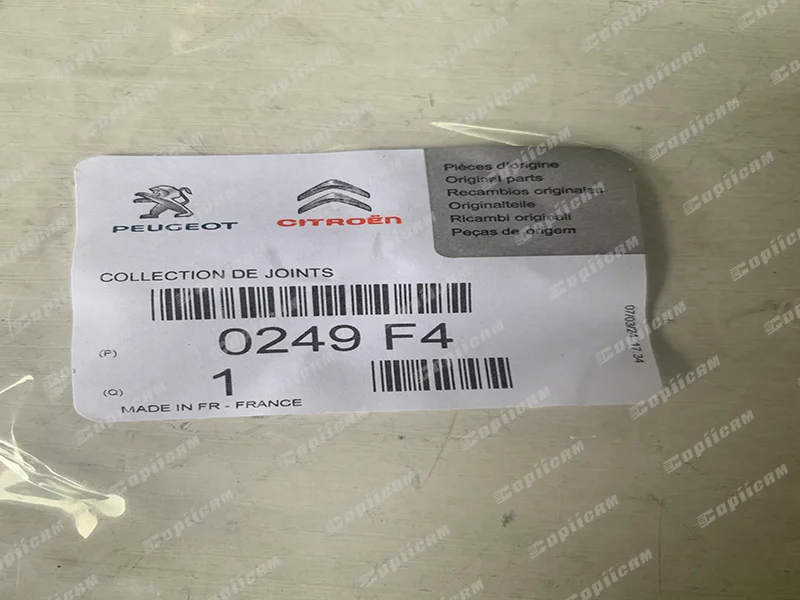 PEUGEOT
CITROËN
Pièces d'origine
Original parts
Recambios originales
Originalteile
Ricambi originali
Peças de origem
COLLECTION DE JOINTS
(P) 0249 F4
(Q) 1
MADE IN FR - FRANCE
07/03/21 17:34
Copiicam